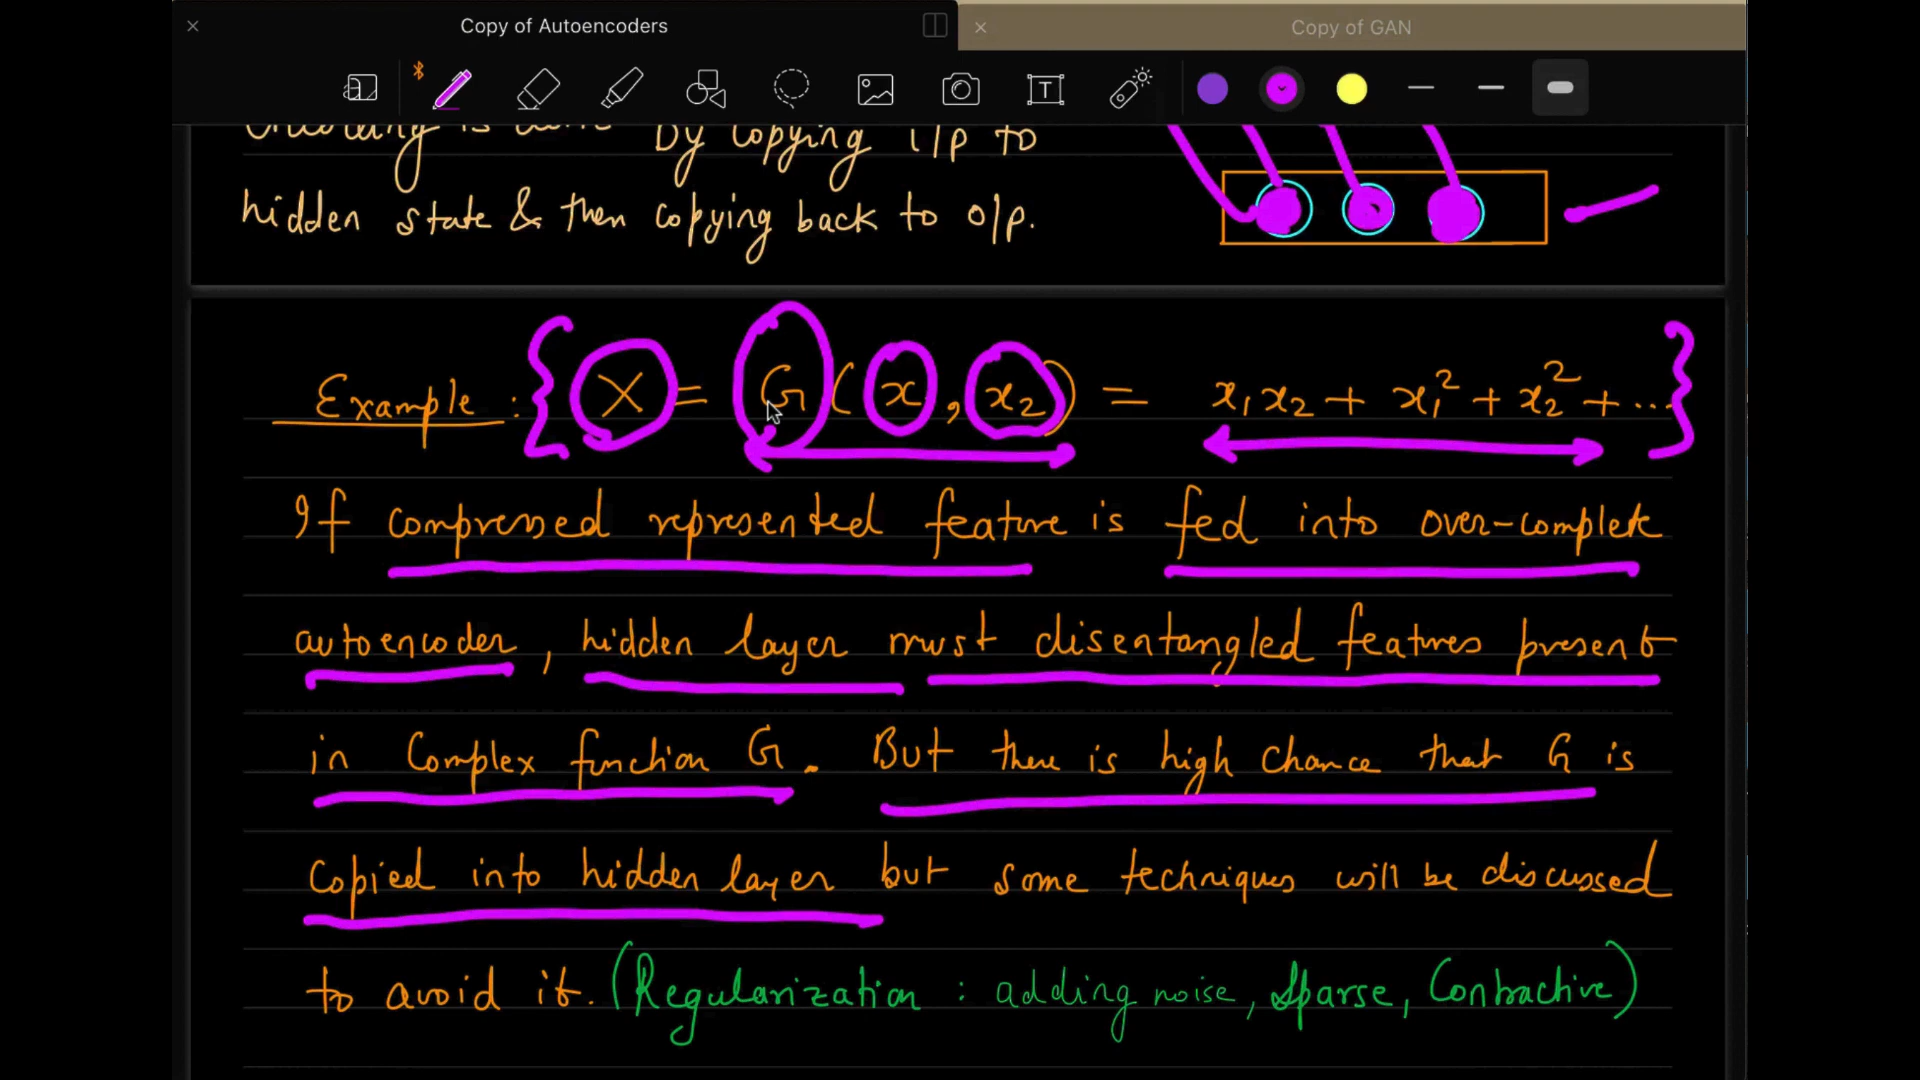 Copy of Autoencoders
Copy of GAN
is done by copying i/p to
hidden state & then copying back to o/p.
Example : { X = G ( x , x2 ) = x1x2 + x1² + x2² + ... }
If compressed represented feature is fed into over-complete
autoencoder, hidden layer must disentangled features present
in Complex function G. But there is high chance that G is
Copied into hidden layer but some techniques will be discussed
to avoid it. (Regularization : adding noise, Sparse, Contractive)